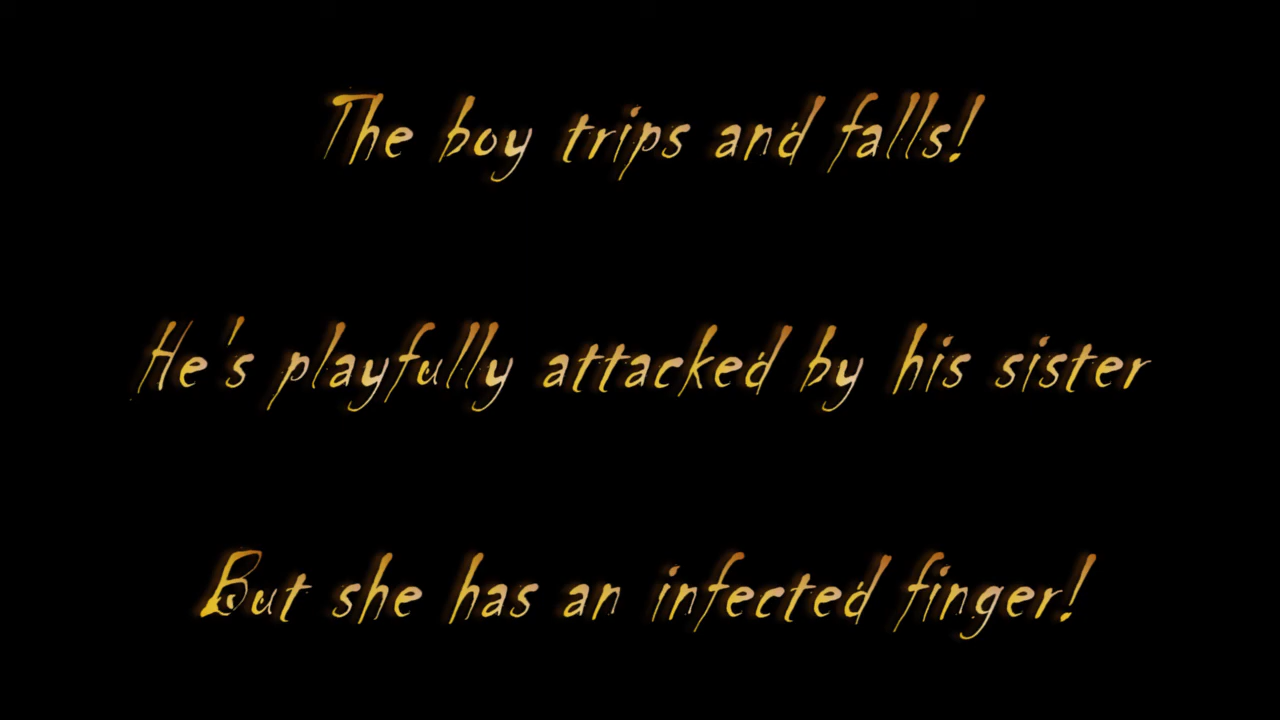 The boy trips and falls!
He's playfully attacked by his sister
But she has an infected finger!